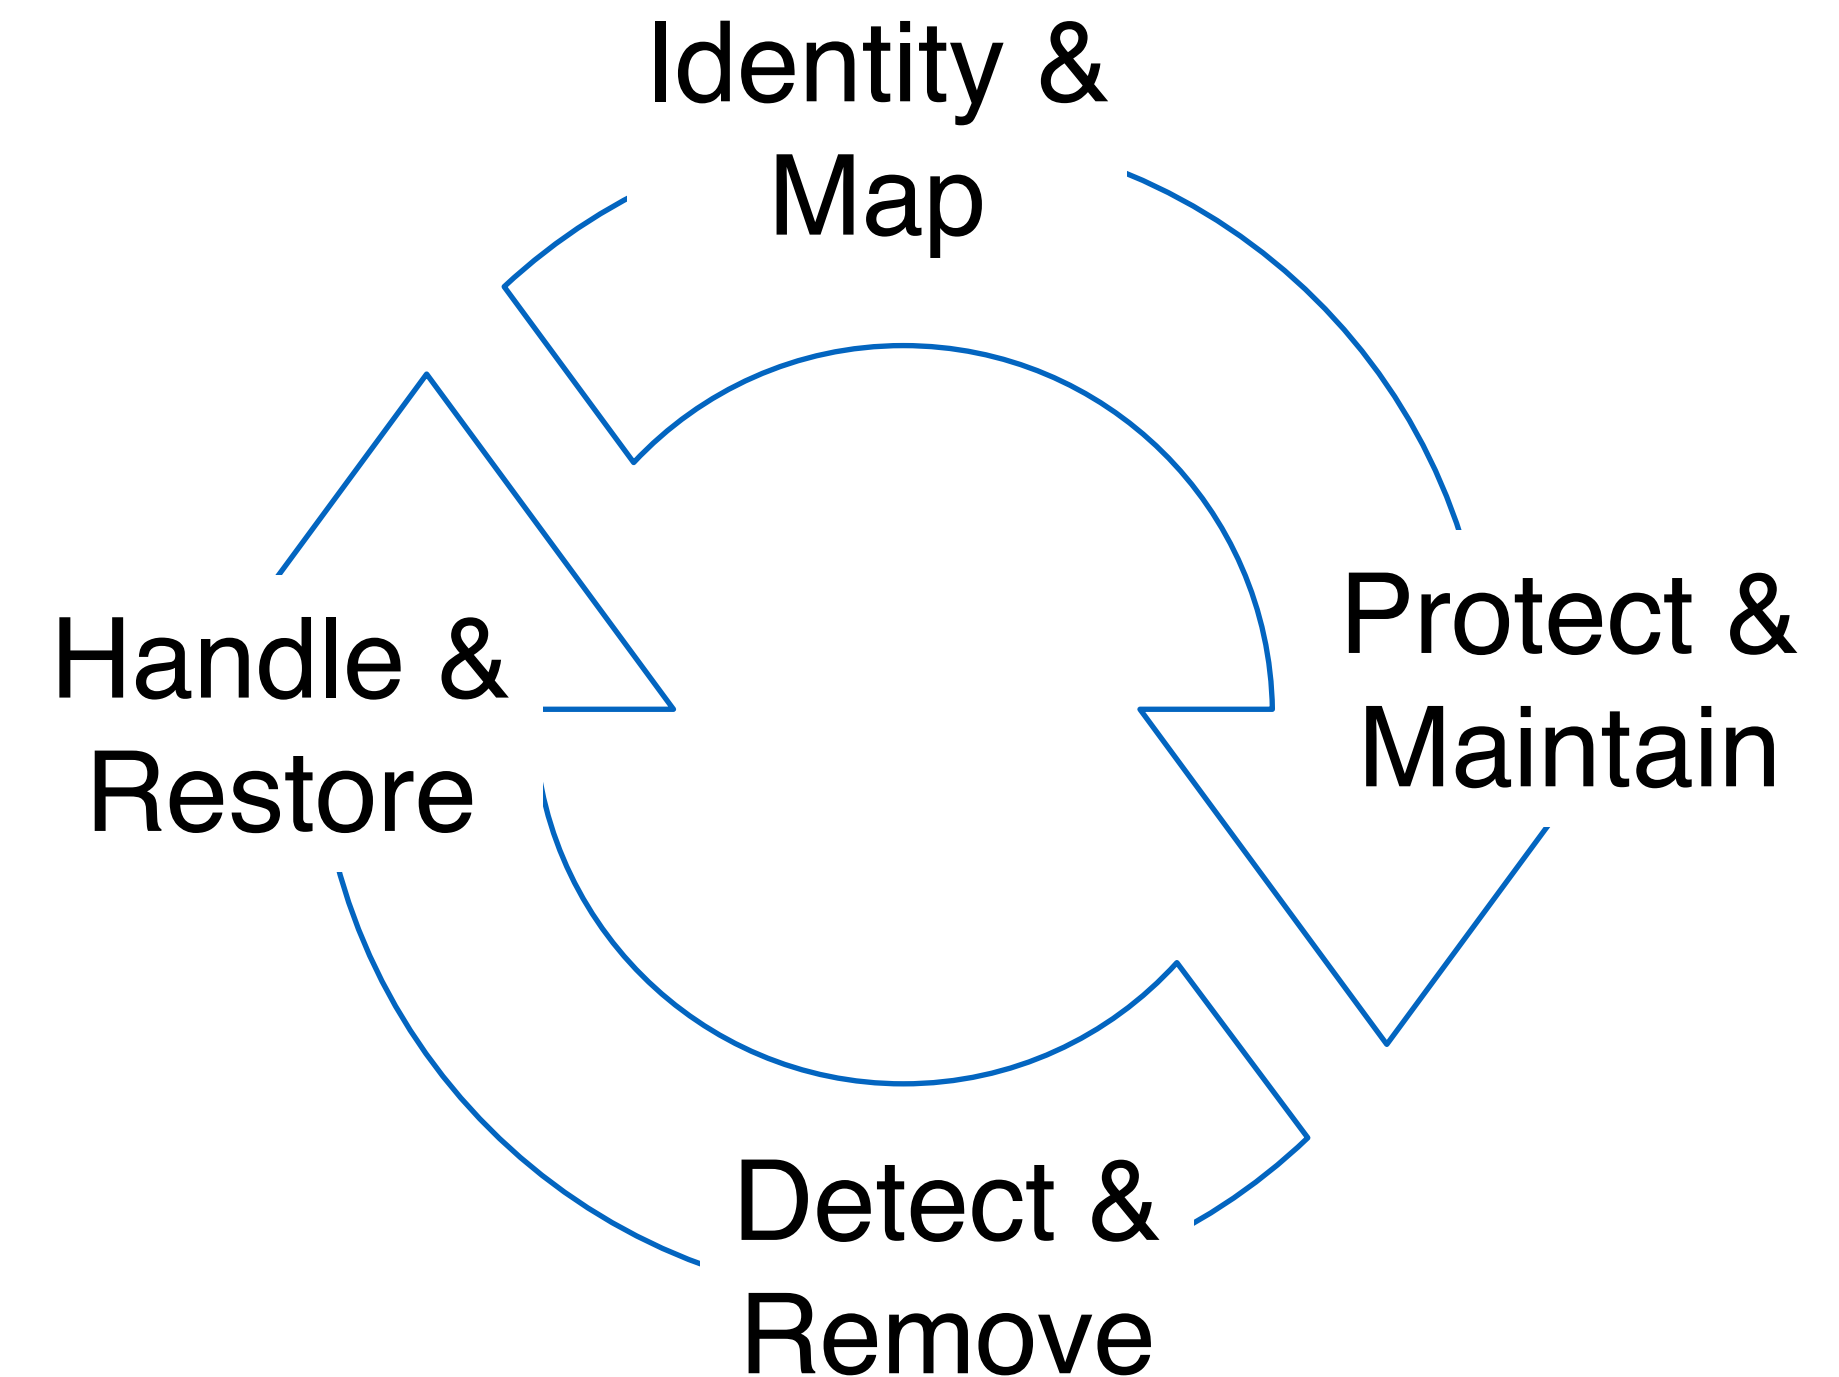 Identity &
Map
Protect &
Maintain
Detect &
Remove
Handle &
Restore